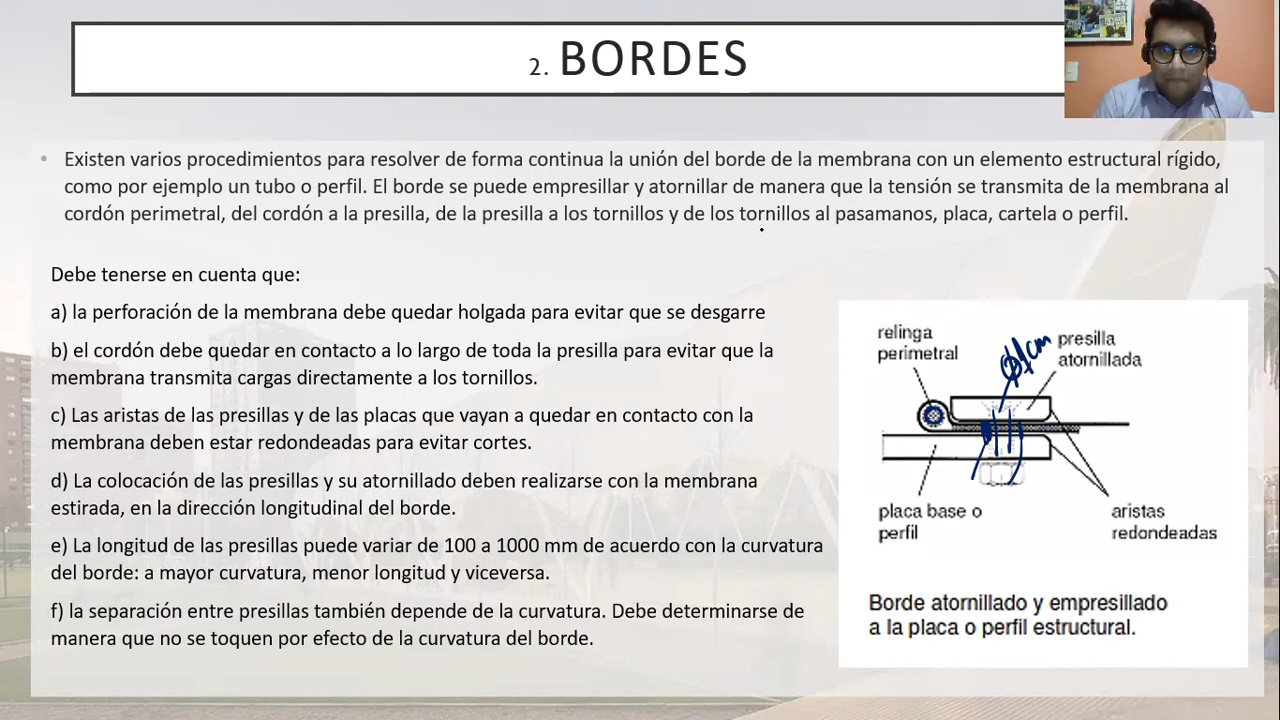 2. BORDES
• Existen varios procedimientos para resolver de forma continua la unión del borde de la membrana con un elemento estructural rígido,
como por ejemplo un tubo o perfil. El borde se puede empresillar y atornillar de manera que la tensión se transmita de la membrana al
cordón perimetral, del cordón a la presilla, de la presilla a los tornillos y de los tornillos al pasamanos, placa, cartela o perfil.
Debe tenerse en cuenta que:
a) la perforación de la membrana debe quedar holgada para evitar que se desgarre
b) el cordón debe quedar en contacto a lo largo de toda la presilla para evitar que la
membrana transmita cargas directamente a los tornillos.
c) Las aristas de las presillas y de las placas que vayan a quedar en contacto con la
membrana deben estar redondeadas para evitar cortes.
d) La colocación de las presillas y su atornillado deben realizarse con la membrana
estirada, en la dirección longitudinal del borde.
e) La longitud de las presillas puede variar de 100 a 1000 mm de acuerdo con la curvatura
del borde: a mayor curvatura, menor longitud y viceversa.
f) la separación entre presillas también depende de la curvatura. Debe determinarse de
manera que no se toquen por efecto de la curvatura del borde.
relinga
perimetral
Ø1cm
presilla
atornillada
placa base o
perfil
aristas
redondeadas
Borde atornillado y empresillado
a la placa o perfil estructural.